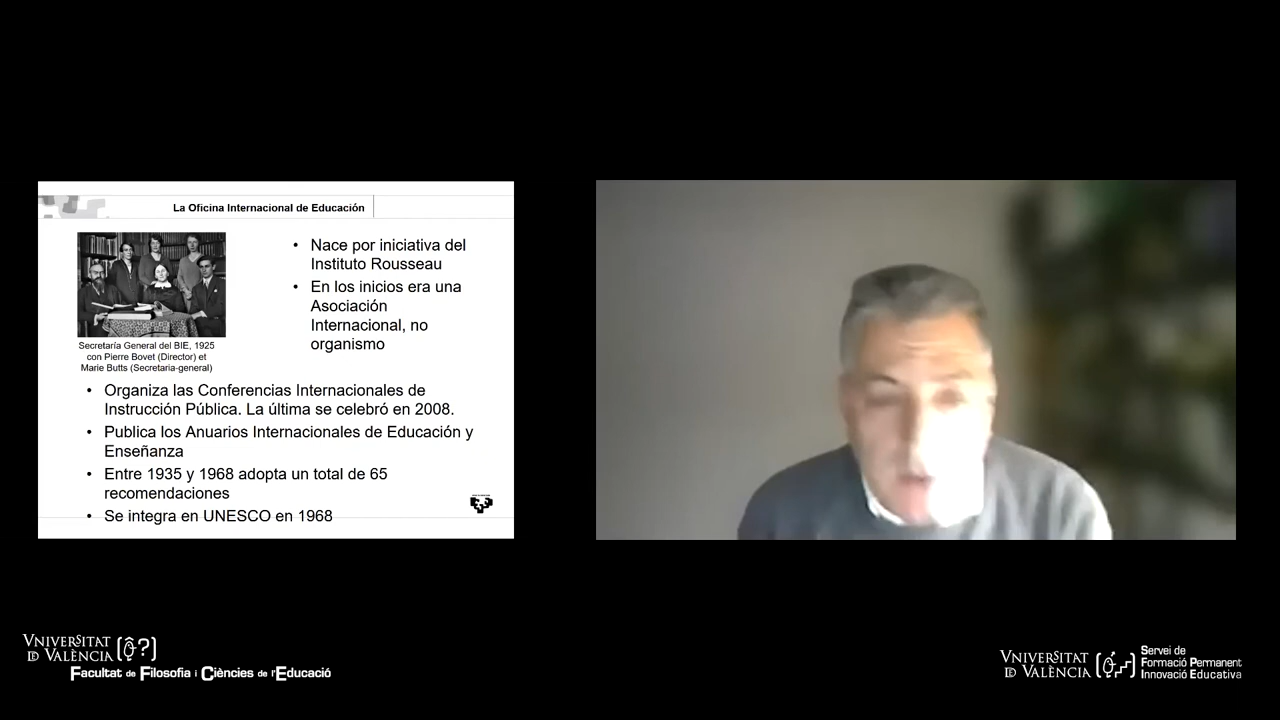 La Oficina Internacional de Educación
Secretaría General del BIE, 1925
con Pierre Bovet (Director) et
Marie Butts (Secretaria-general)
• Nace por iniciativa del
Instituto Rousseau
• En los inicios era una
Asociación
Internacional, no
organismo
• Organiza las Conferencias Internacionales de
Instrucción Pública. La última se celebró en 2008.
• Publica los Anuarios Internacionales de Educación y
Enseñanza
• Entre 1935 y 1968 adopta un total de 65
recomendaciones
• Se integra en UNESCO en 1968
VNIVERSITAT
ID VALÈNCIA
Facultat de Filosofia i Ciències de l'Educació
VNIVERSITAT
ID VALÈNCIA
Servei de
Formació Permanent
Innovació Educativa